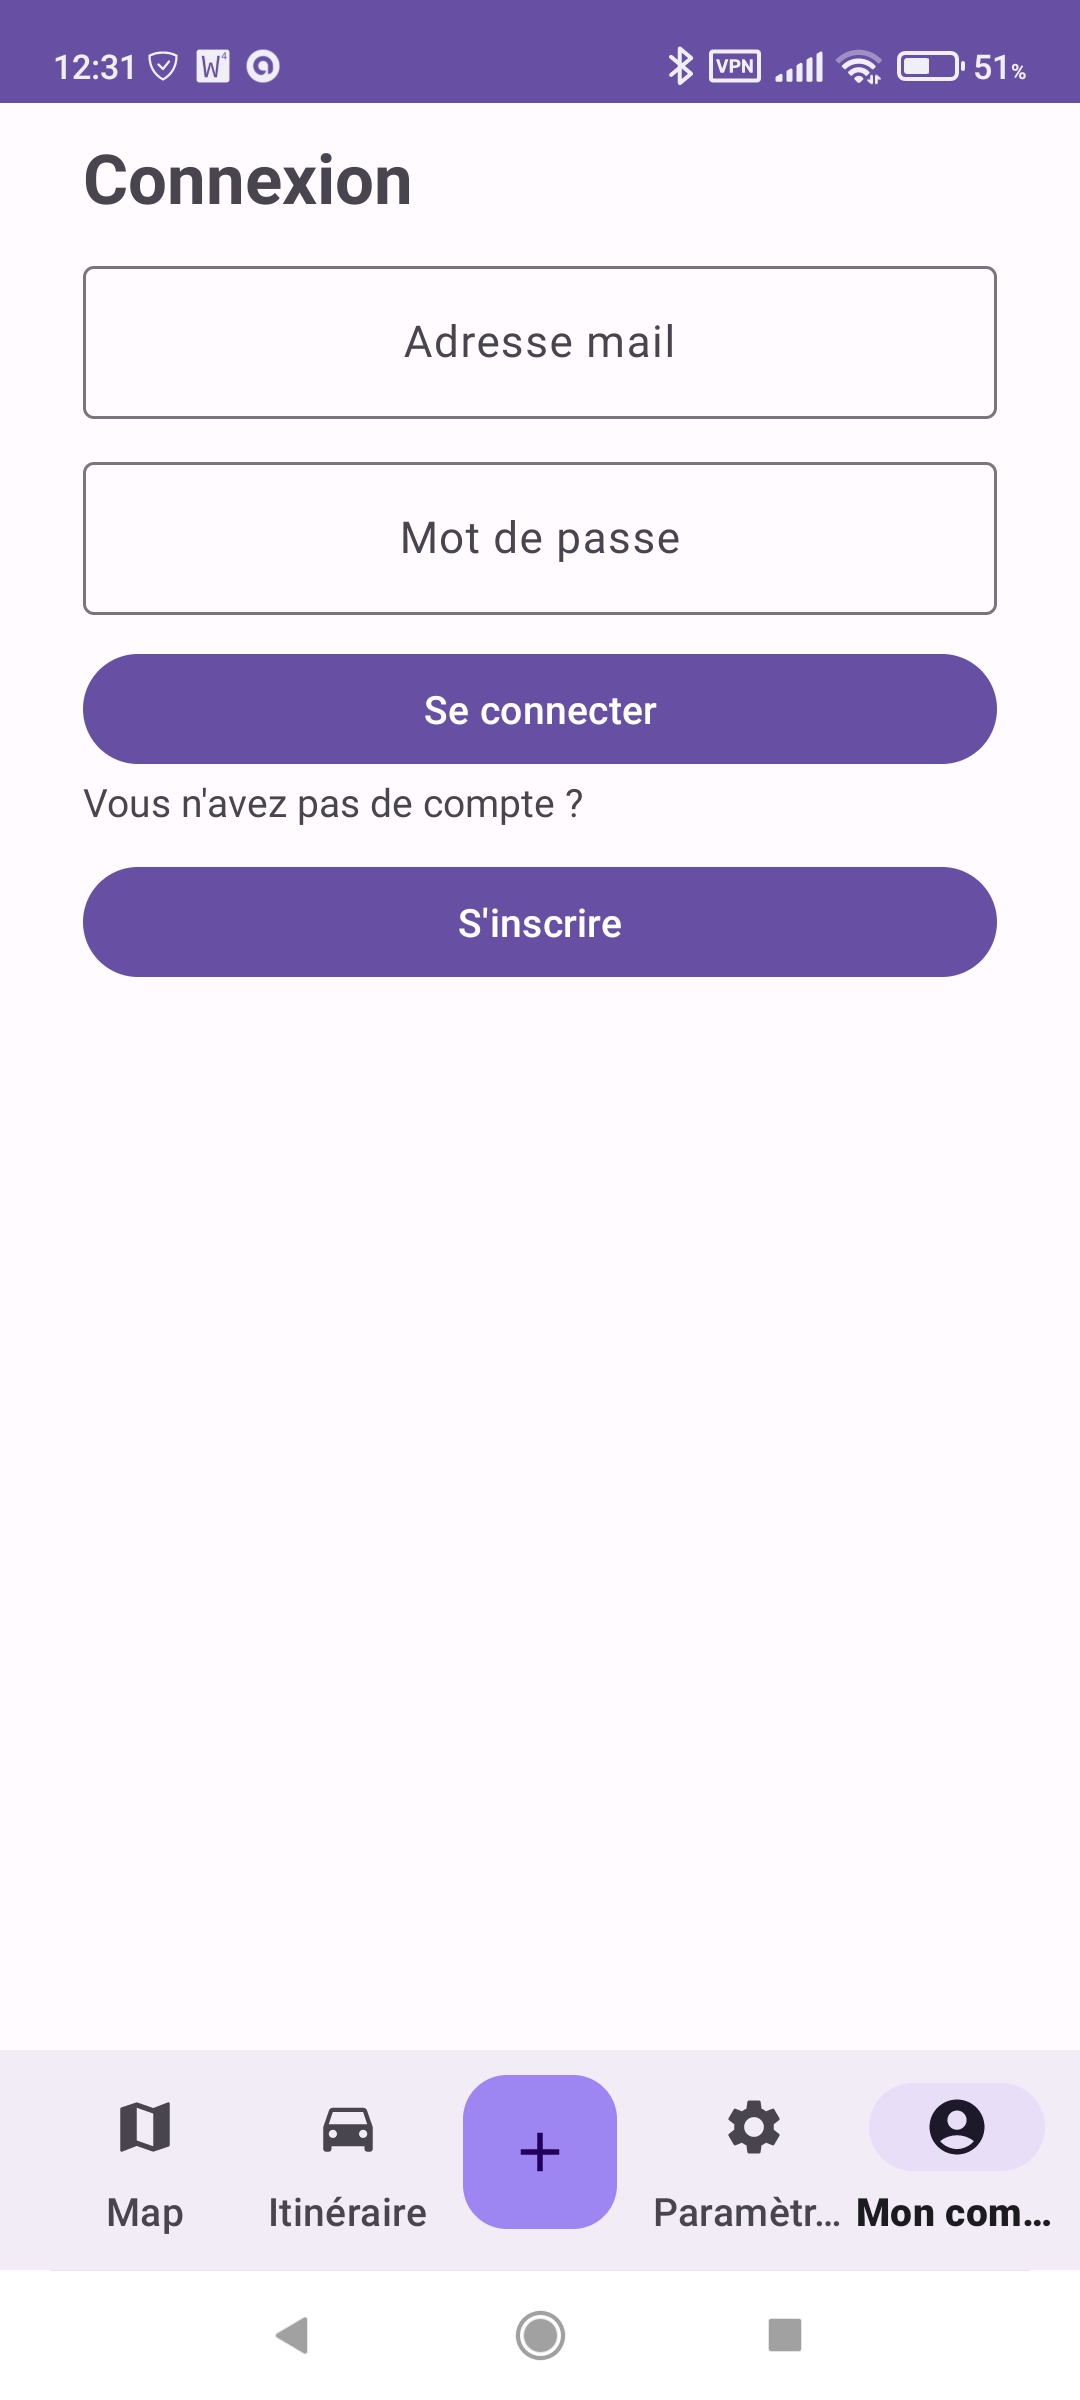 12:31 VPN 51%
Connexion
Adresse mail
Mot de passe
Se connecter
Vous n'avez pas de compte ?
S'inscrire
Map Itinéraire + Paramètr... Mon com...